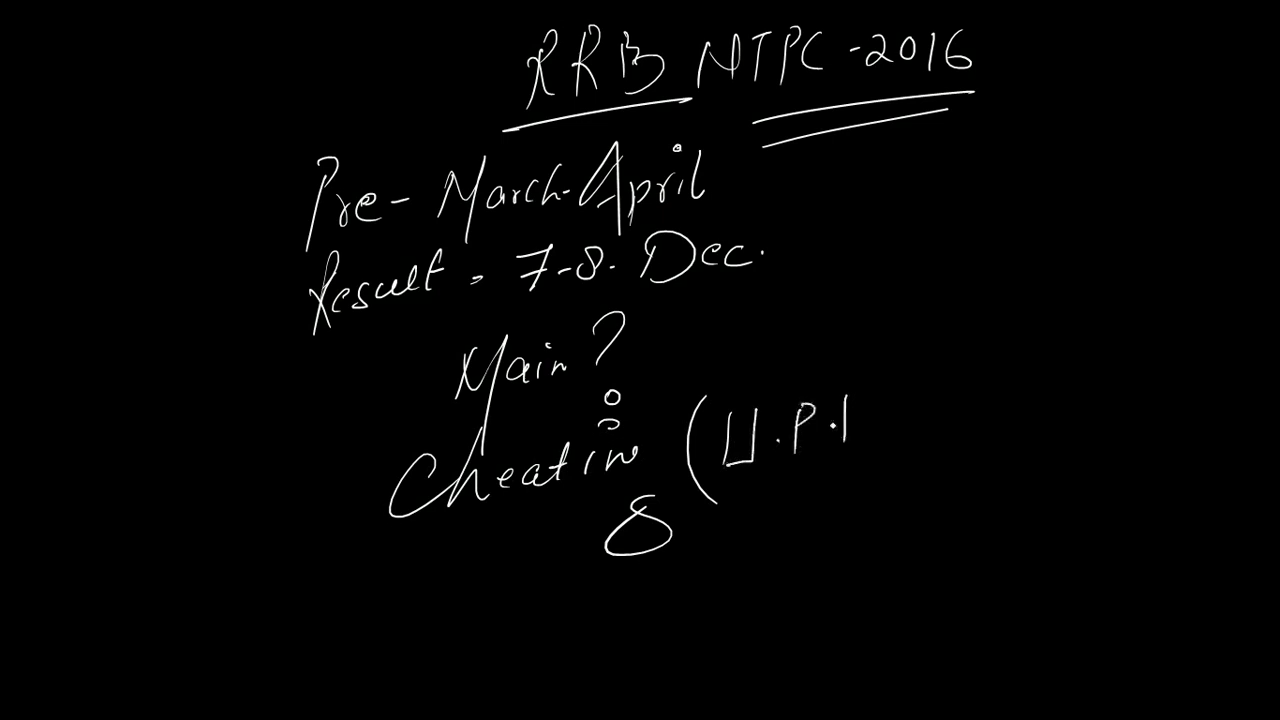 RRB NTPC-2016
Pre- March-April
Result = 7-8- Dec.
Main?
Cheating (U.P.